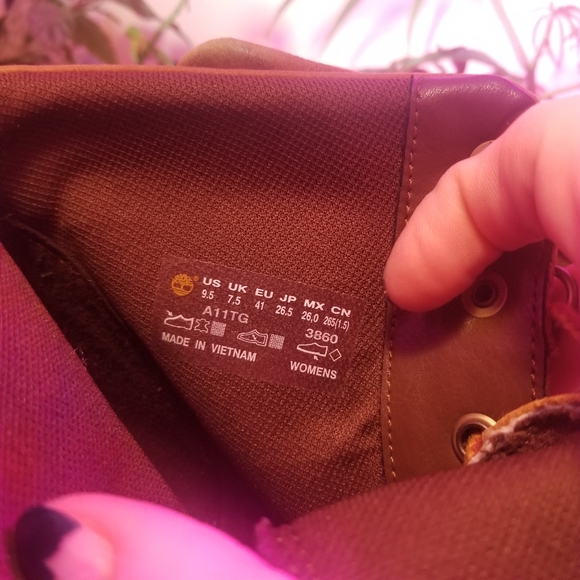 ® US UK EU JP MX CN
9.5 7.5 41 26.5 26.0 265(1.5)
A11TG 3860
MADE IN VIETNAM WOMENS